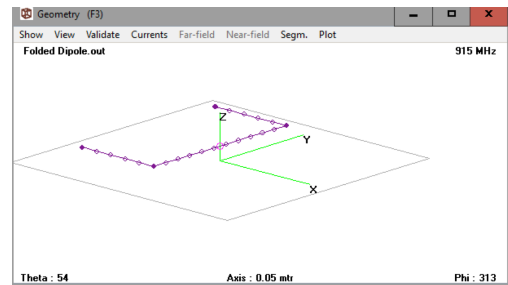 Geometry (F3)
Show View Validate Currents Far-field Near-field Segm. Plot
Folded Dipole.out 915 MHz
Z
Y
X
Theta : 54 Axis : 0.05 mtr Phi : 313